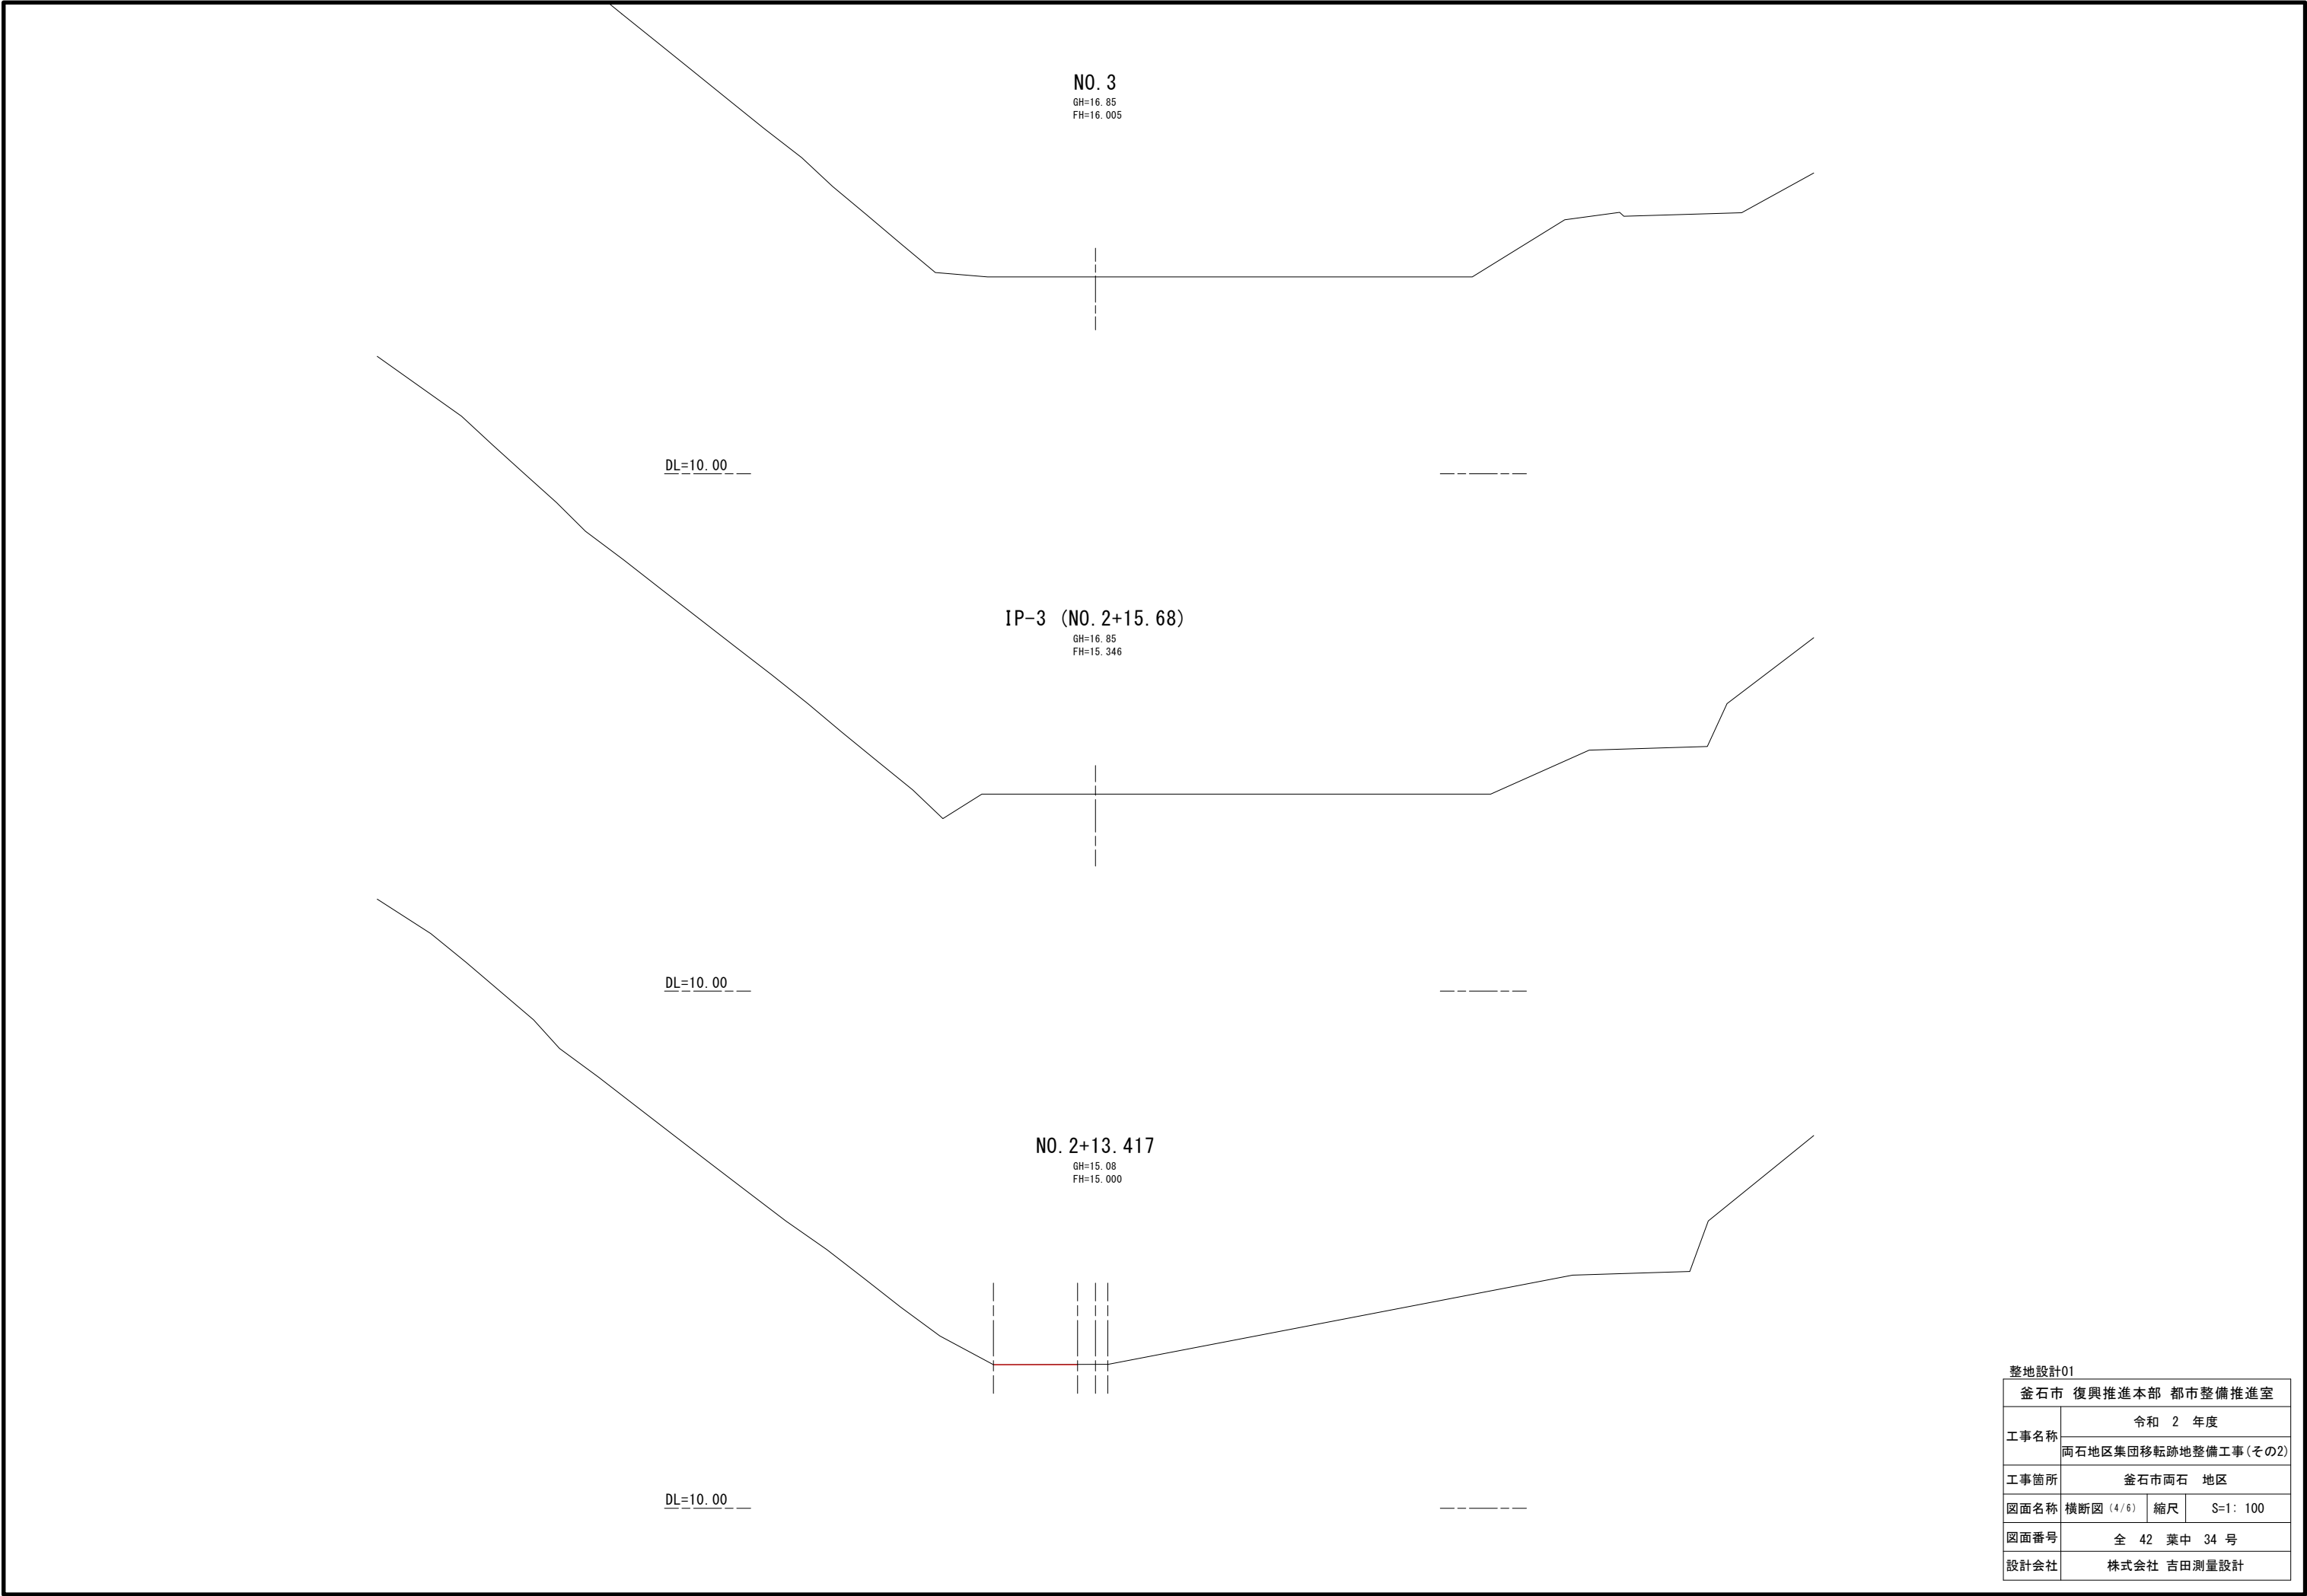 NO.3
GH=16.85
FH=16.005
DL=10.00
IP-3 (NO.2+15.68)
GH=16.85
FH=15.346
DL=10.00
NO.2+13.417
GH=15.08
FH=15.000
DL=10.00
整地設計01
釜石市 復興推進本部 都市整備推進室
工事名称 令和 2 年度
両石地区集団移転跡地整備工事(その2)
工事箇所 釜石市両石 地区
図面名称 横断図(4/6) 縮尺 S=1:100
図面番号 全 42 葉中 34 号
設計会社 株式会社 吉田測量設計